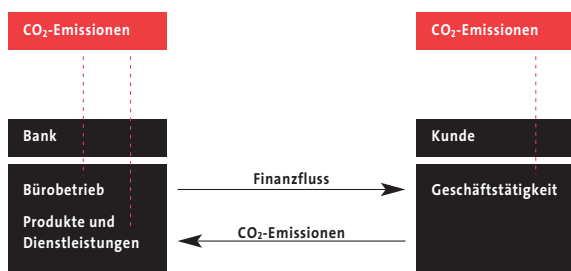 CO₂-Emissionen
CO₂-Emissionen
Bank
Kunde
Bürobetrieb
Finanzfluss
Geschäftstätigkeit
Produkte und
Dienstleistungen
CO₂-Emissionen